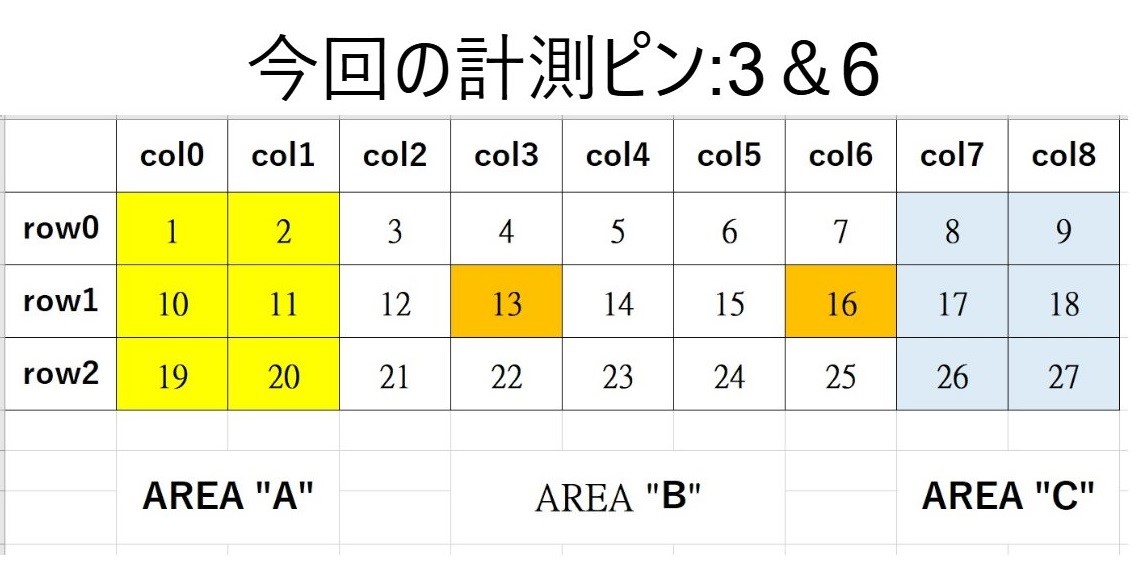 今回の計測ピン:3＆6
col0 col1 col2 col3 col4 col5 col6 col7 col8
row0 1 2 3 4 5 6 7 8 9
row1 10 11 12 13 14 15 16 17 18
row2 19 20 21 22 23 24 25 26 27
AREA "A" AREA "B" AREA "C"